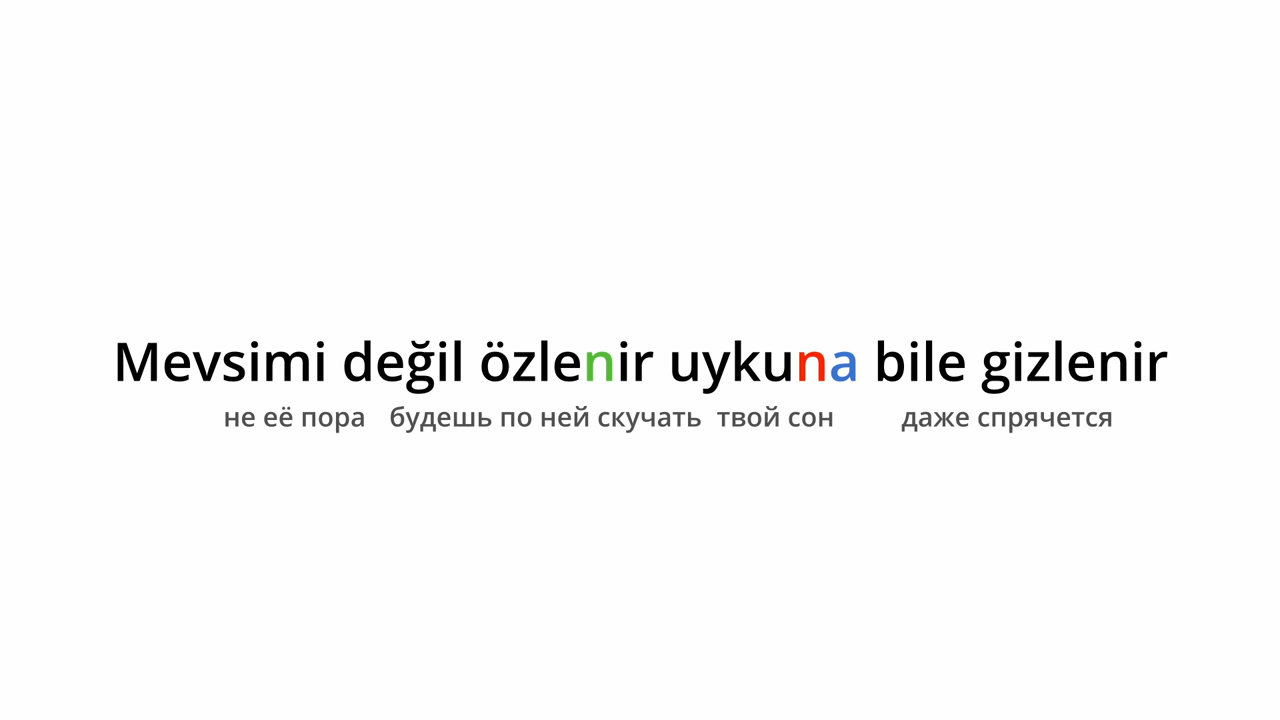 Mevsimi değil özlenir uykuna bile gizlenir
не её пора будешь по ней скучать твой сон даже спрячется